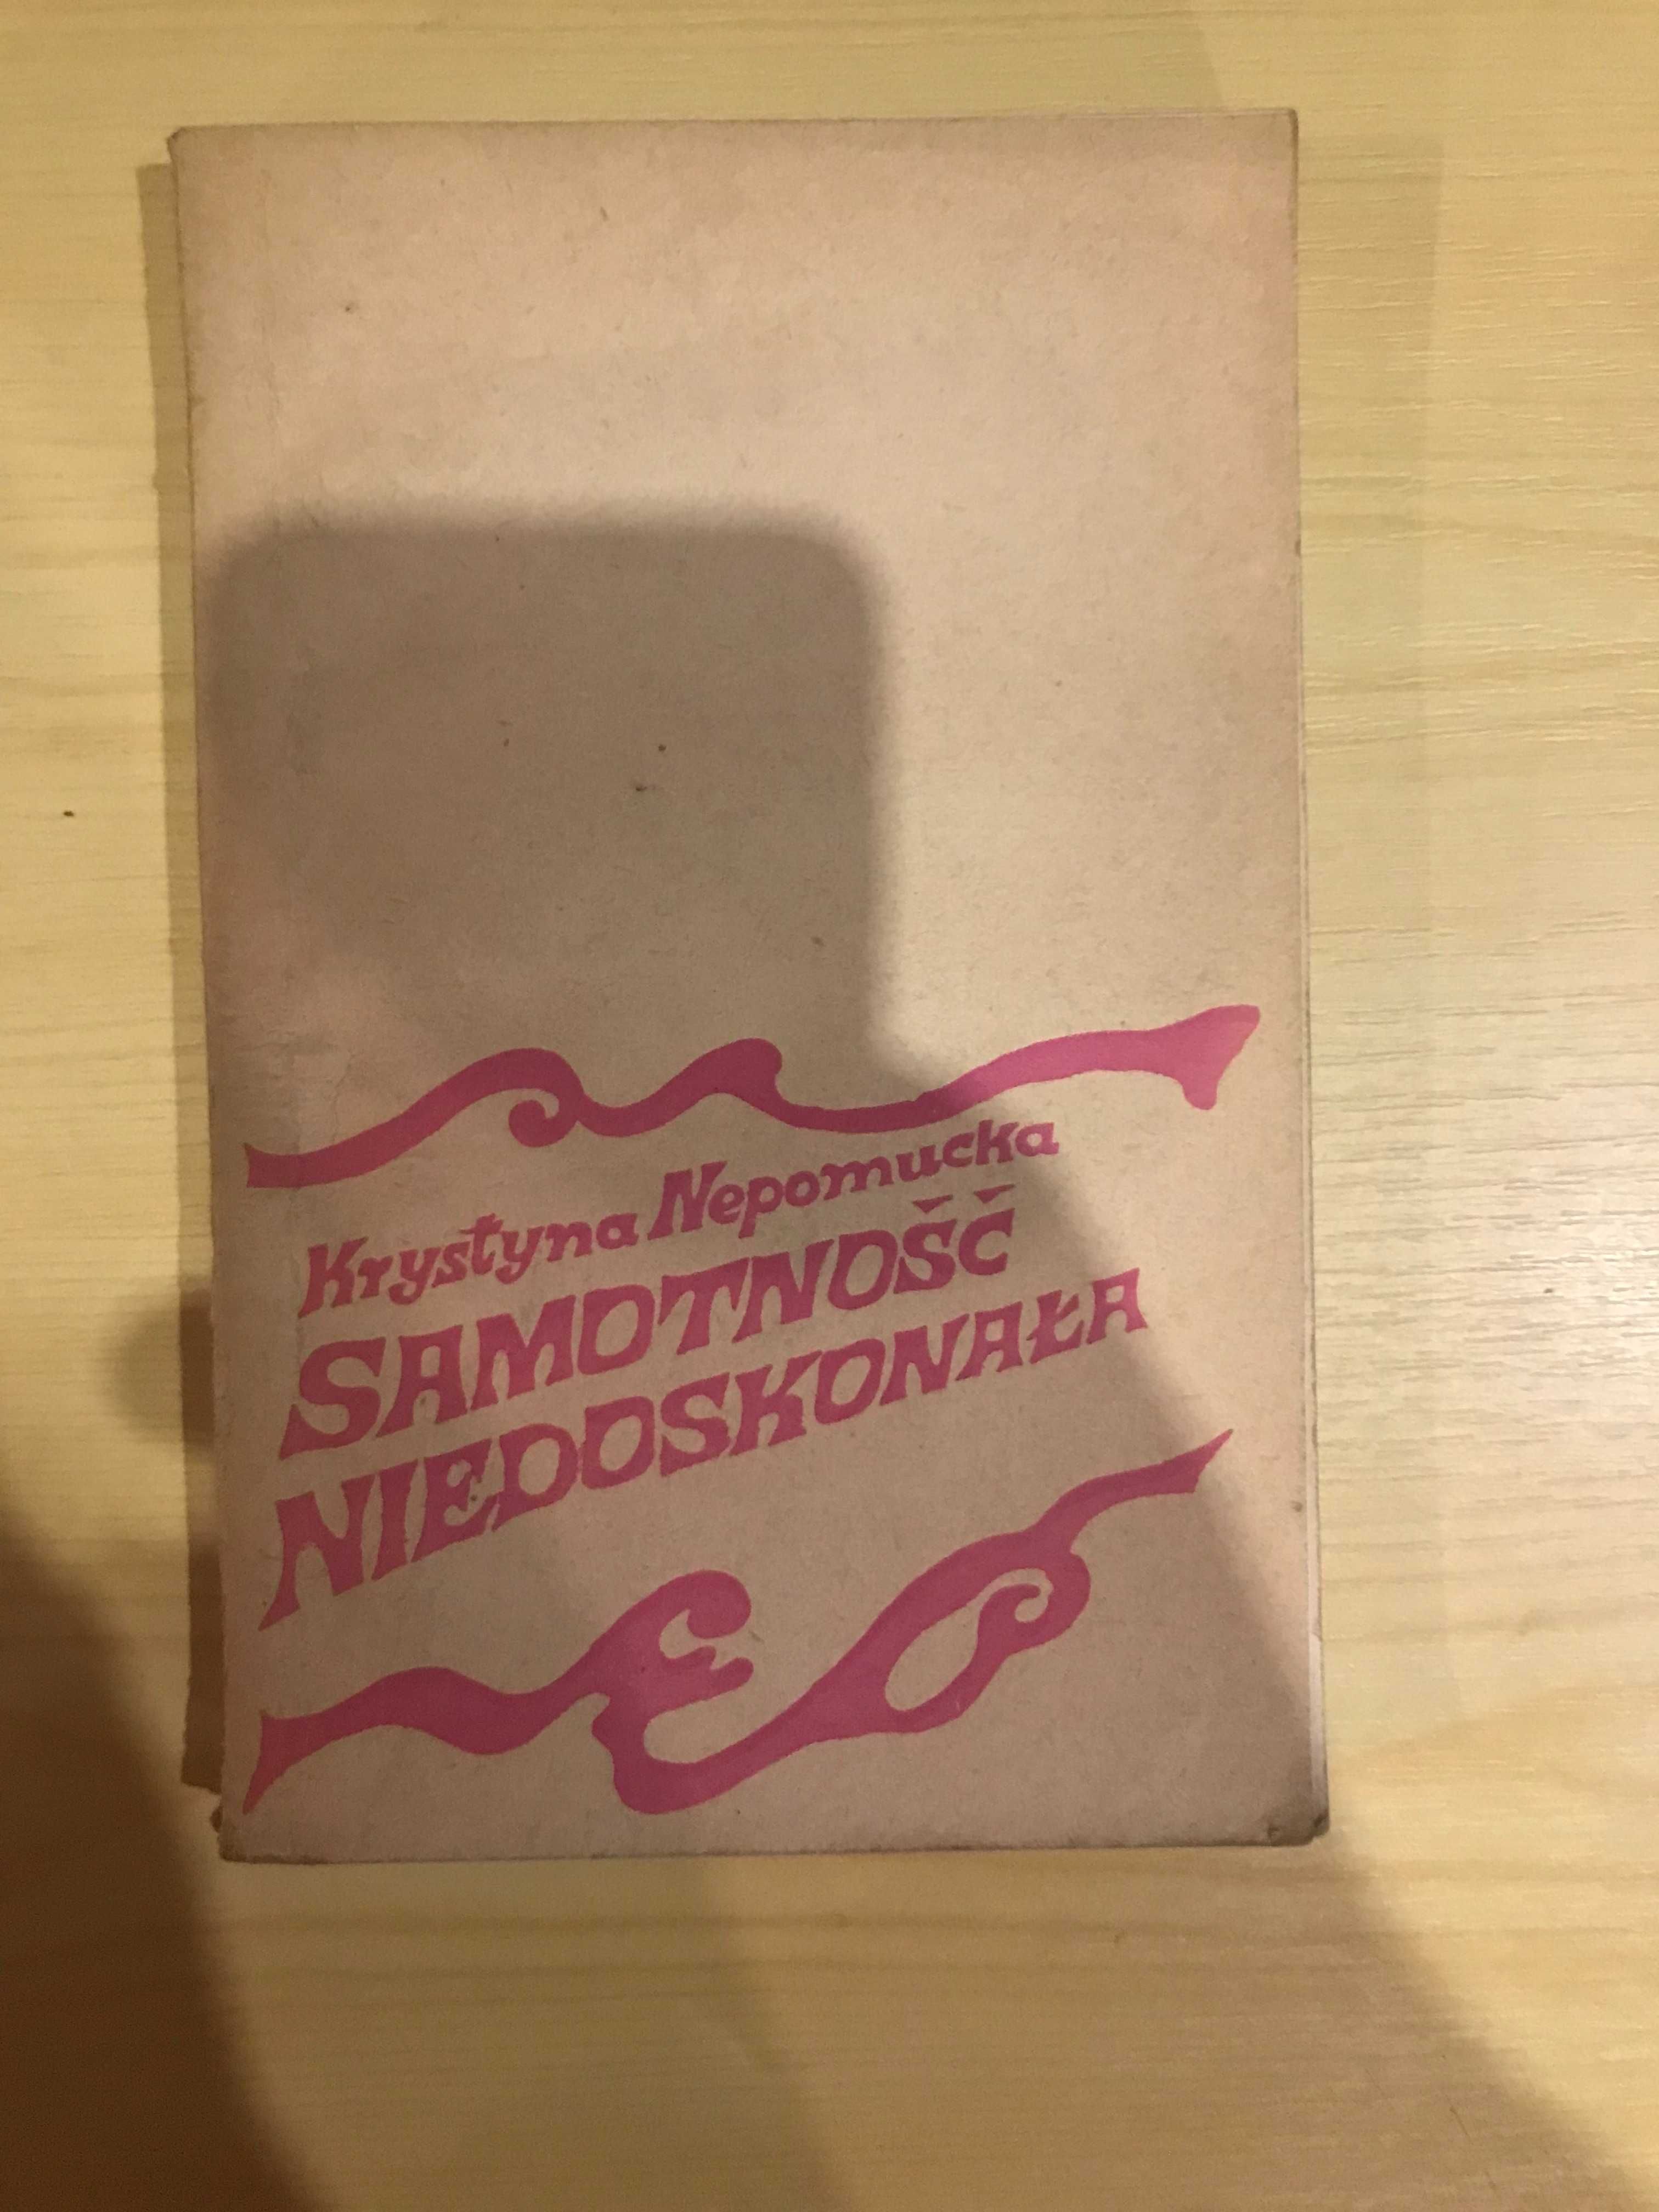 Krystyna Nepomucka
SAMOTNOŚĆ
NIEDOSKONAŁA